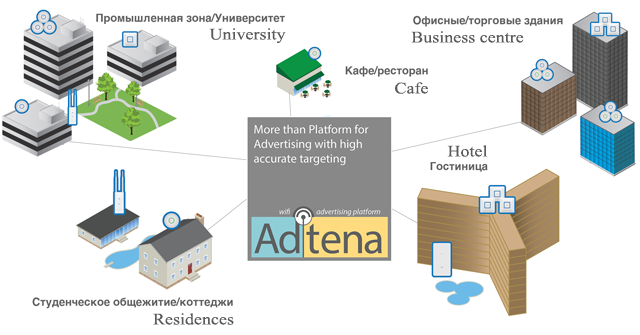 Промышленная зона/Университет
University
Офисные/торговые здания
Business centre
Кафе/ресторан
Cafe
More than Platform for
Advertising with high
accurate targeting
Hotel
Гостиница
wifi advertising platform
Adtena
Студенческое общежитие/коттеджи
Residences